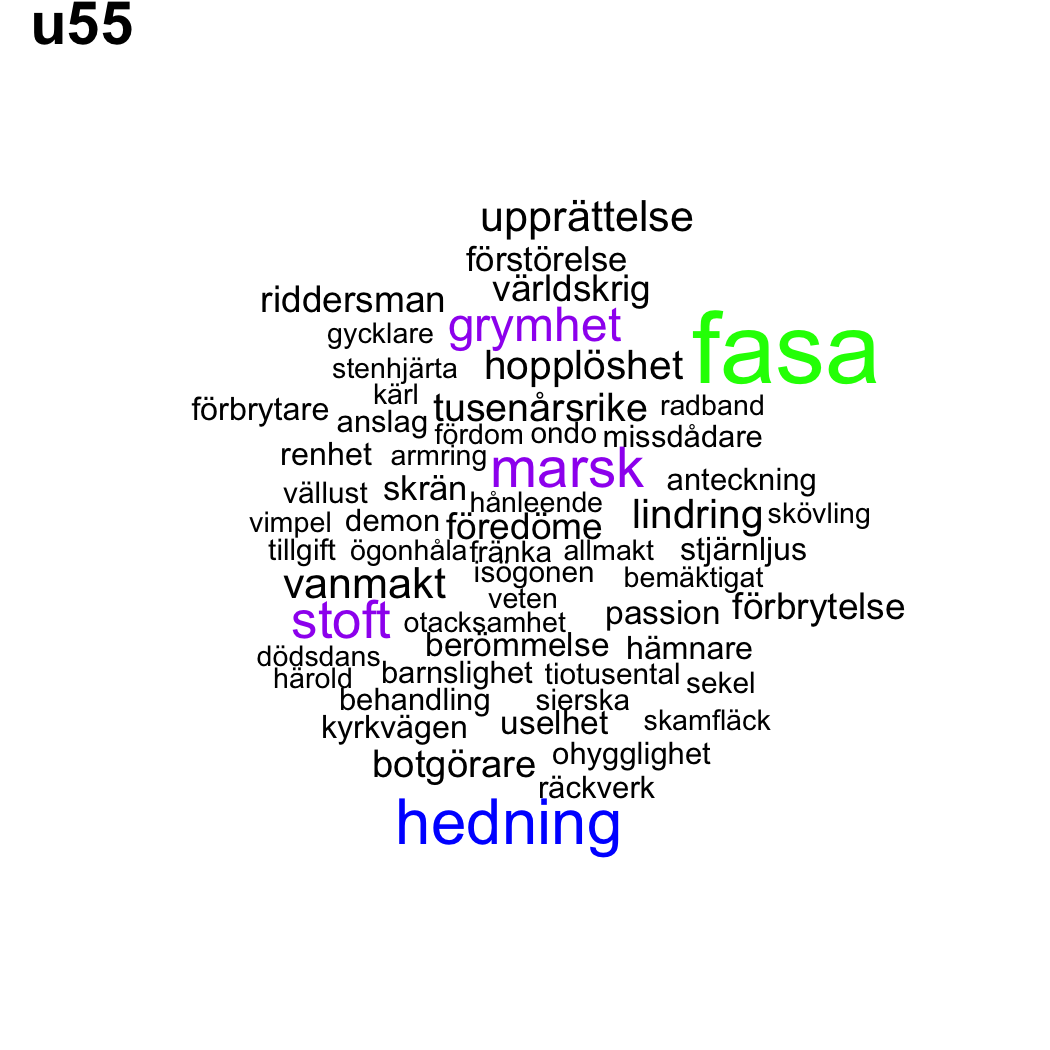 u55
upprättelse
förstörelse
världskrig
riddersman
grymhet
fasa
gycklare
stenhjärta
hopplöshet
kärl
förbrytare
anslag
tusenårsrike
radband
fördom
ondo
missdådare
renhet
armring
marsk
anteckning
vällust
skrän
hånleende
vimpel
demon
föredöme
lindring
skövling
tillgift
ögonhåla
fränka
allmakt
stjärnljus
isögonen
vanmakt
bemäktigat
veten
stoft
otacksamhet
passion
förbrytelse
berömmelse
hämnare
dödsdans
härold
barnslighet
tiotusental
sekel
behandling
sierska
kyrkvägen
uselhet
skamfläck
botgörare
ohygglighet
räckverk
hedning